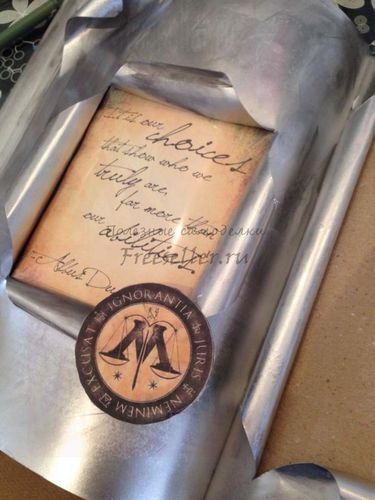 It is our
choices
that show who we
truly are,
far more than
our
abilities.
-Albus Du
Полезные самоделки
Freeseller.ru
IGNORANTIA JURIS NEMINEM EXCUSAT
M